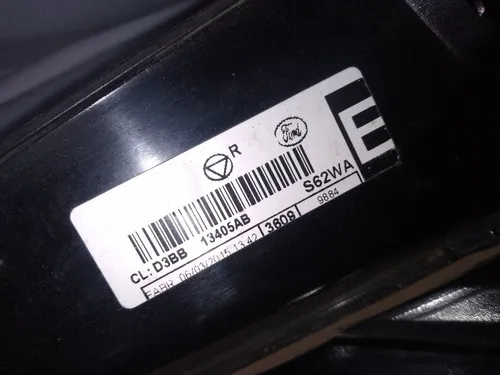 R
Ford
E
S62WA
CL: D3BB 13405AB
3609
9884
FABR. 06/03/2015 13:42